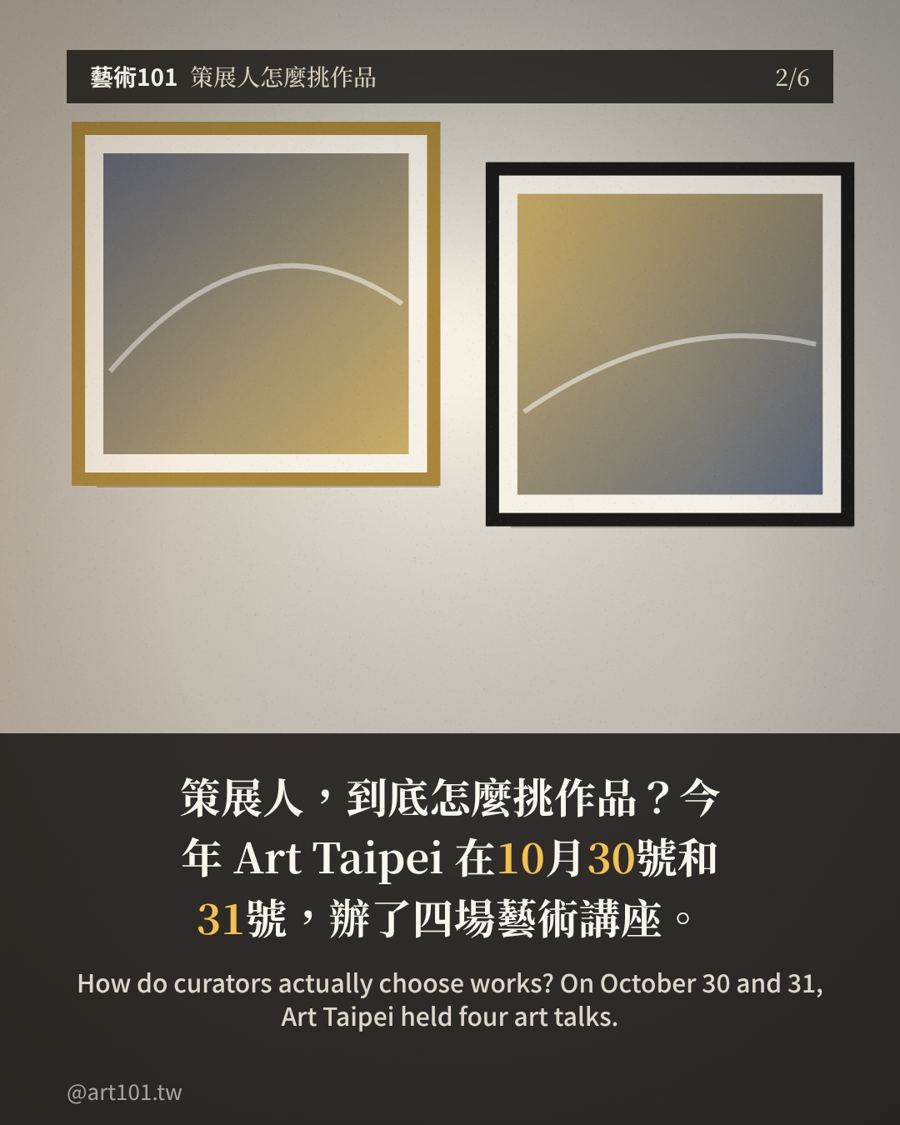 藝術101 策展人怎麼挑作品 2/6
策展人，到底怎麼挑作品？今
年 Art Taipei 在10月30號和
31號，辦了四場藝術講座。
How do curators actually choose works? On October 30 and 31,
Art Taipei held four art talks.
@art101.tw